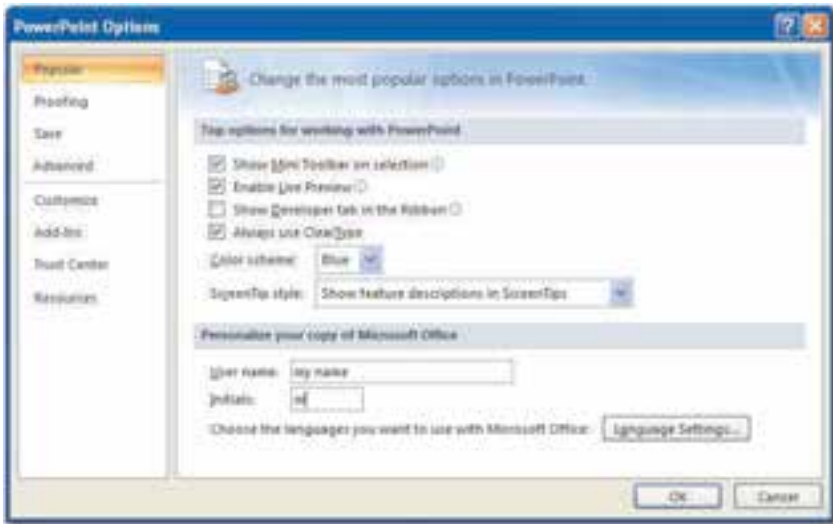 PowerPoint Options
Popular
Proofing
Save
Advanced
Customize
Add-Ins
Trust Center
Resources
Change the most popular options in PowerPoint.
Top options for working with PowerPoint
Show Mini Toolbar on selection
Enable Live Preview
Show Developer tab in the Ribbon
Always use ClearType
Color scheme: Blue
ScreenTip style: Show feature descriptions in ScreenTips
Personalize your copy of Microsoft Office
User name: my name
Initials:
Choose the languages you want to use with Microsoft Office: Language Settings...
OK Cancel